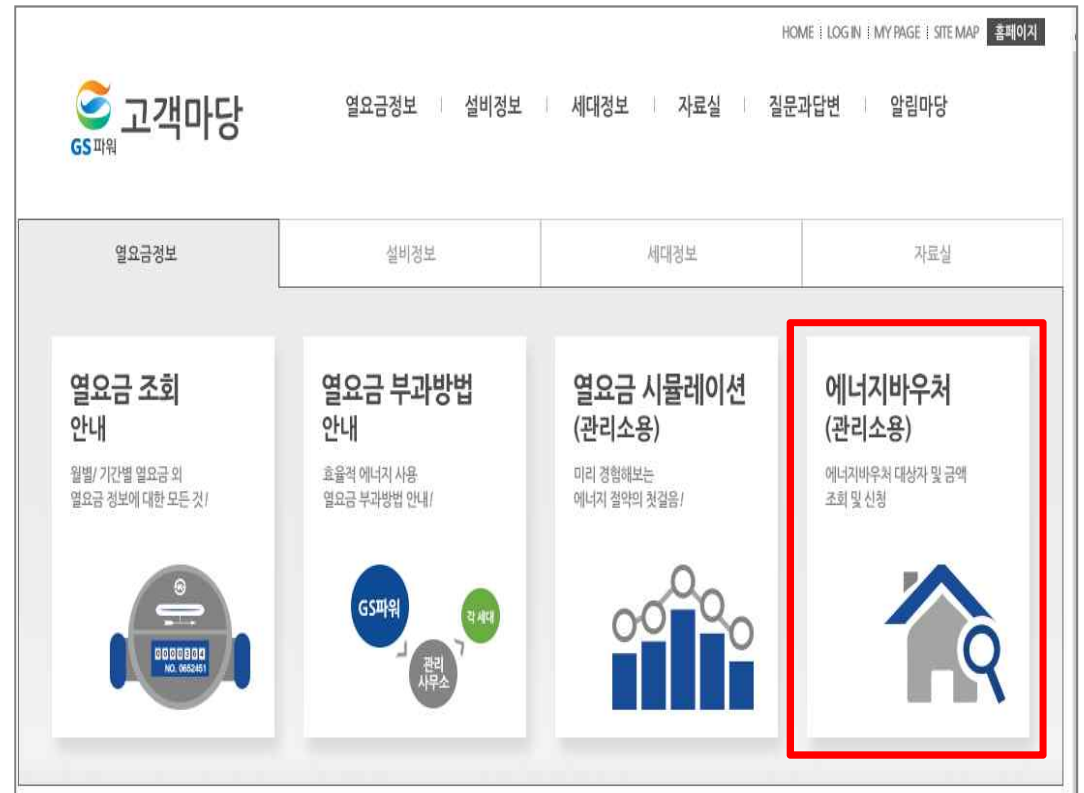 HOME LOG IN MY PAGE SITE MAP 홈페이지
GS 파워 고객마당
열요금정보 설비정보 세대정보 자료실 질문과답변 알림마당
열요금정보 설비정보 세대정보 자료실
열요금 조회
안내
월별/ 기간별 열요금 외
열요금 정보에 대한 모든 것!
0000304
NO. 0652451
열요금 부과방법
안내
효율적 에너지 사용
열요금 부과방법 안내!
GS파워
각 세대
관리
사무소
열요금 시뮬레이션
(관리소용)
미리 경험해보는
에너지 절약의 첫걸음!
에너지바우처
(관리소용)
에너지바우처 대상자 및 금액
조회 및 신청